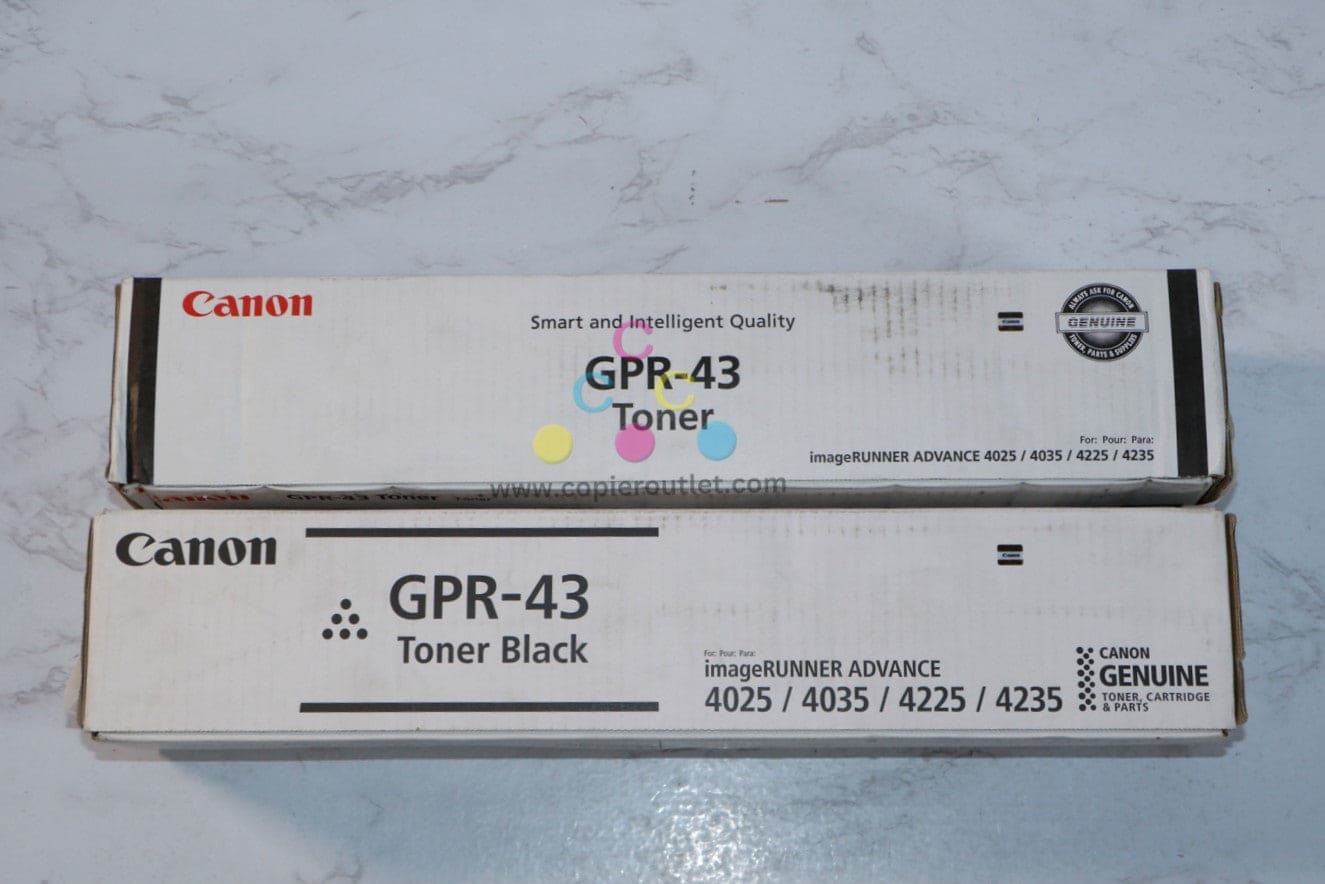 Canon
Smart and Intelligent Quality
GPR-43
Toner
ALWAYS ASK FOR CANON
GENUINE
TONER, PARTS & SUPPLIES
For: Pour: Para:
imageRUNNER ADVANCE 4025 / 4035 / 4225 / 4235
C
C C
Canon GPR-43 Toner
www.copieroutlet.com
Canon
GPR-43
Toner Black
For: Pour: Para:
imageRUNNER ADVANCE
4025 / 4035 / 4225 / 4235
CANON
GENUINE
TONER, CARTRIDGE
& PARTS